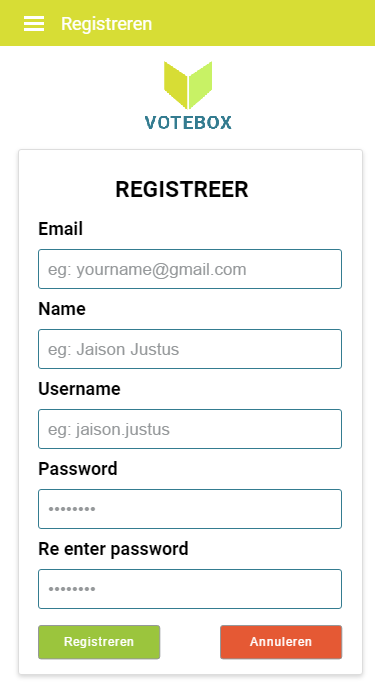 Registreren
VOTEBOX
REGISTREER
Email
eg: yourname@gmail.com
Name
eg: Jaison Justus
Username
eg: jaison.justus
Password
••••••••
Re enter password
••••••••
Registreren Annuleren